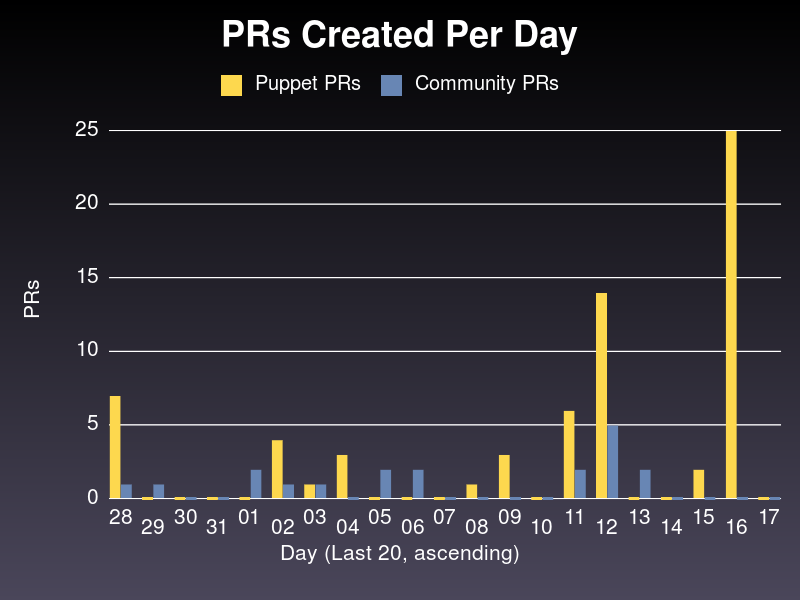 PRs Created Per Day
Puppet PRs Community PRs
25
20
15
10
5
0
PRs
28 29 30 31 01 02 03 04 05 06 07 08 09 10 11 12 13 14 15 16 17
Day (Last 20, ascending)